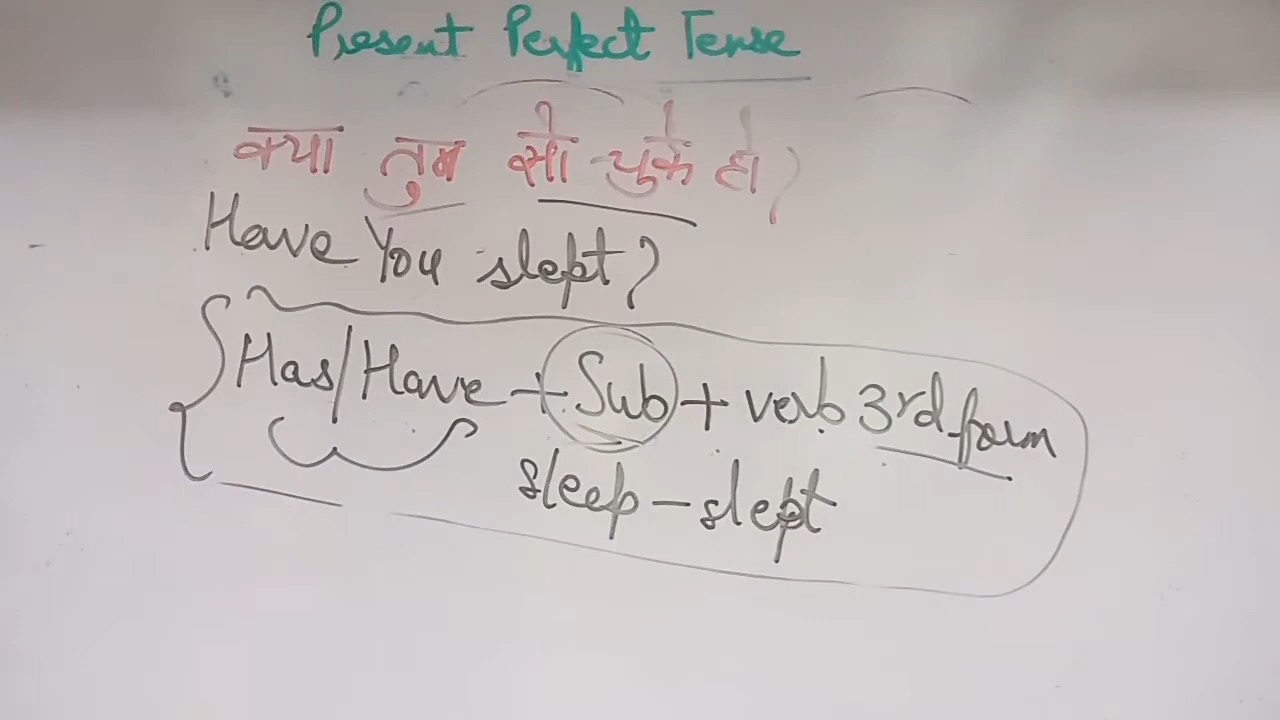 Present Perfect Tense
क्या तुम सो चुके हो?
Have You slept?
Has/Have + Sub + verb 3rd form
sleep - slept